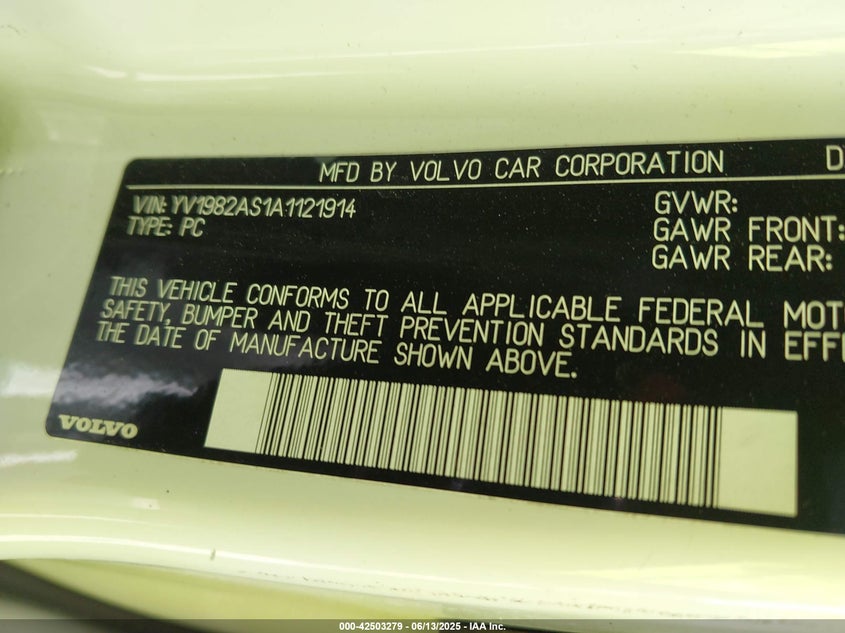 MFD BY VOLVO CAR CORPORATION D
VIN: YV1982AS1A1121914
TYPE: PC
GVWR:
GAWR FRONT:
GAWR REAR:
THIS VEHICLE CONFORMS TO ALL APPLICABLE FEDERAL MOT
SAFETY, BUMPER AND THEFT PREVENTION STANDARDS IN EFF
THE DATE OF MANUFACTURE SHOWN ABOVE.
VOLVO
000-42503279 - 06/13/2025 - IAA Inc.